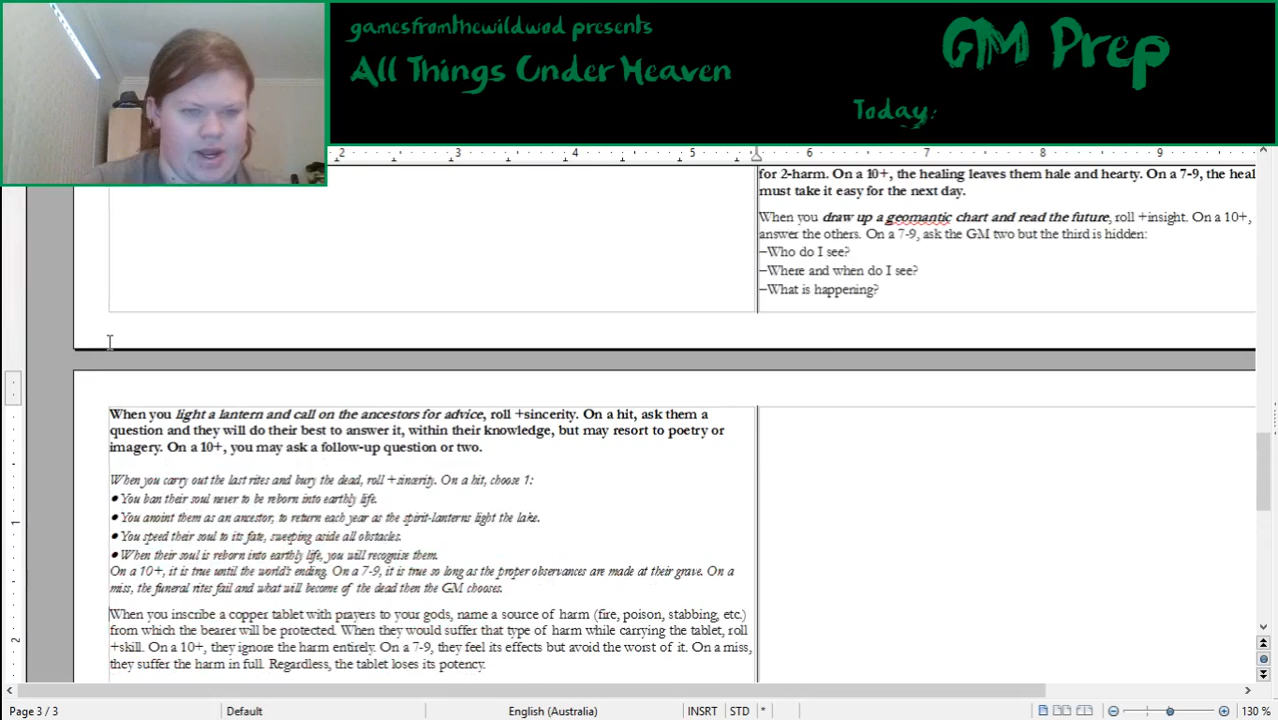 gamesfromthewildwod presents
All Things Under Heaven
GM Prep
Today:
2 3 4 5 6 7 8 9
for 2-harm. On a 10+, the healing leaves them hale and hearty. On a 7-9, the heal
must take it easy for the next day.
When you draw up a geomantic chart and read the future, roll +insight. On a 10+,
answer the others. On a 7-9, ask the GM two but the third is hidden:
–Who do I see?
–Where and when do I see?
–What is happening?
When you light a lantern and call on the ancestors for advice, roll +sincerity. On a hit, ask them a
question and they will do their best to answer it, within their knowledge, but may resort to poetry or
imagery. On a 10+, you may ask a follow-up question or two.
When you carry out the last rites and bury the dead, roll +sincerity. On a hit, choose 1:
• You ban their soul never to be reborn into earthly life.
• You anoint them as an ancestor, to return each year as the spirit-lanterns light the lake.
• You speed their soul to its fate, sweeping aside all obstacles.
• When their soul is reborn into earthly life, you will recognise them.
On a 10+, it is true until the world's ending. On a 7-9, it is true so long as the proper observances are made at their grave. On a
miss, the funeral rites fail and what will become of the dead then the GM chooses.
When you inscribe a copper tablet with prayers to your gods, name a source of harm (fire, poison, stabbing, etc.)
from which the bearer will be protected. When they would suffer that type of harm while carrying the tablet, roll
+skill. On a 10+, they ignore the harm entirely. On a 7-9, they feel its effects but avoid the worst of it. On a miss,
they suffer the harm in full. Regardless, the tablet loses its potency.
1
2
Page 3 / 3 Default English (Australia) INSRT STD * 130 %